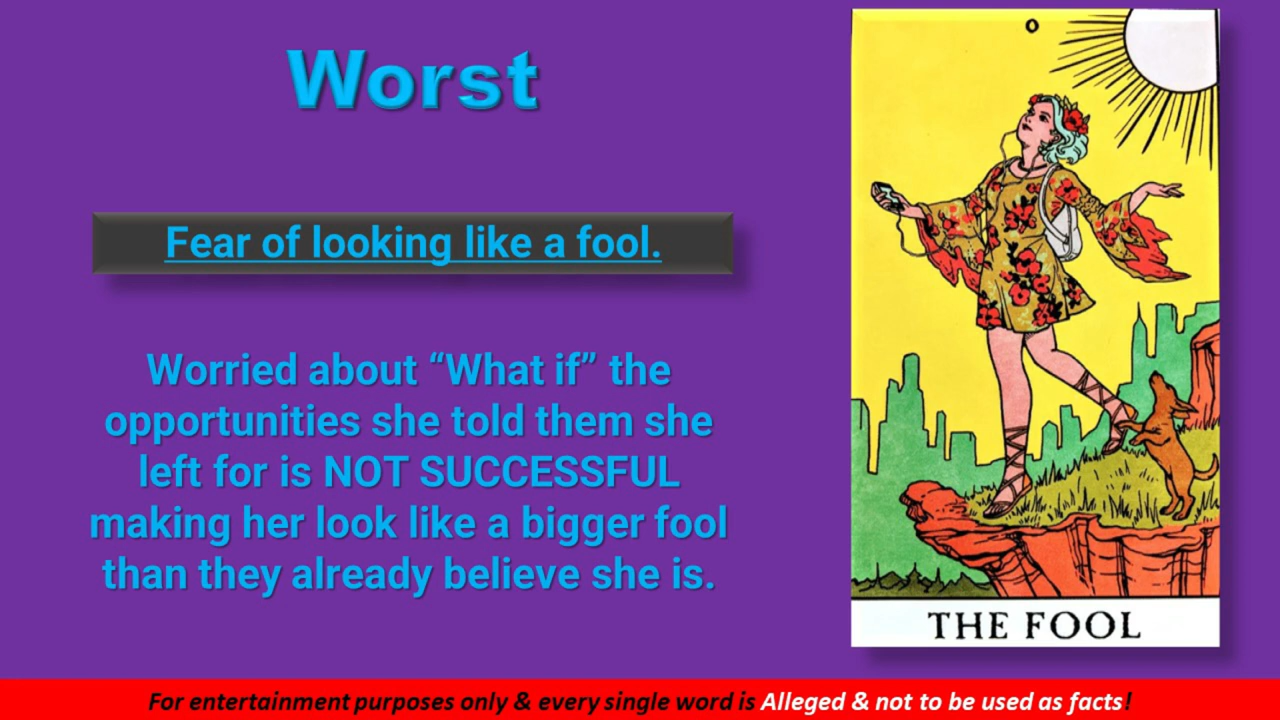 Worst
Fear of looking like a fool.
Worried about “What if” the
opportunities she told them she
left for is NOT SUCCESSFUL
making her look like a bigger fool
than they already believe she is.
0
THE FOOL
For entertainment purposes only & every single word is Alleged & not to be used as facts!